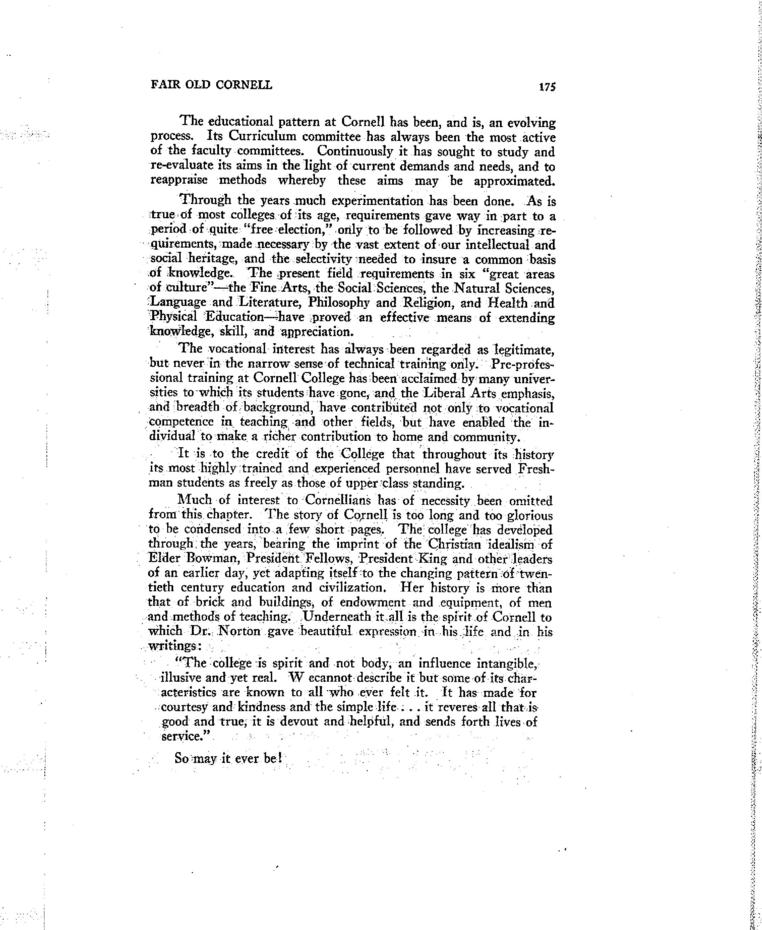 FAIR OLD CORNELL 175
The educational pattern at Cornell has been, and is, an evolving
process. Its Curriculum committee has always been the most active
of the faculty committees. Continuously it has sought to study and
re-evaluate its aims in the light of current demands and needs, and to
reappraise methods whereby these aims may be approximated.
Through the years much experimentation has been done. As is
true of most colleges of its age, requirements gave way in part to a
period of quite "free election," only to be followed by increasing re-
quirements, made necessary by the vast extent of our intellectual and
social heritage, and the selectivity needed to insure a common basis
of knowledge. The present field requirements in six "great areas
of culture"—the Fine Arts, the Social Sciences, the Natural Sciences,
Language and Literature, Philosophy and Religion, and Health and
Physical Education—have proved an effective means of extending
knowledge, skill, and appreciation.
The vocational interest has always been regarded as legitimate,
but never in the narrow sense of technical training only. Pre-profes-
sional training at Cornell College has been acclaimed by many univer-
sities to which its students have gone, and the Liberal Arts emphasis,
and breadth of background, have contributed not only to vocational
competence in teaching and other fields, but have enabled the in-
dividual to make a richer contribution to home and community.
It is to the credit of the College that throughout its history
its most highly trained and experienced personnel have served Fresh-
man students as freely as those of upper class standing.
Much of interest to Cornellians has of necessity been omitted
from this chapter. The story of Cornell is too long and too glorious
to be condensed into a few short pages. The college has developed
through the years, bearing the imprint of the Christian idealism of
Elder Bowman, President Fellows, President King and other leaders
of an earlier day, yet adapting itself to the changing pattern of twen-
tieth century education and civilization. Her history is more than
that of brick and buildings, of endowment and equipment, of men
and methods of teaching. Underneath it all is the spirit of Cornell to
which Dr. Norton gave beautiful expression in his life and in his
writings:
"The college is spirit and not body, an influence intangible,
illusive and yet real. W ecannot describe it but some of its char-
acteristics are known to all who ever felt it. It has made for
courtesy and kindness and the simple life . . . it reveres all that is
good and true, it is devout and helpful, and sends forth lives of
service."
So may it ever be!